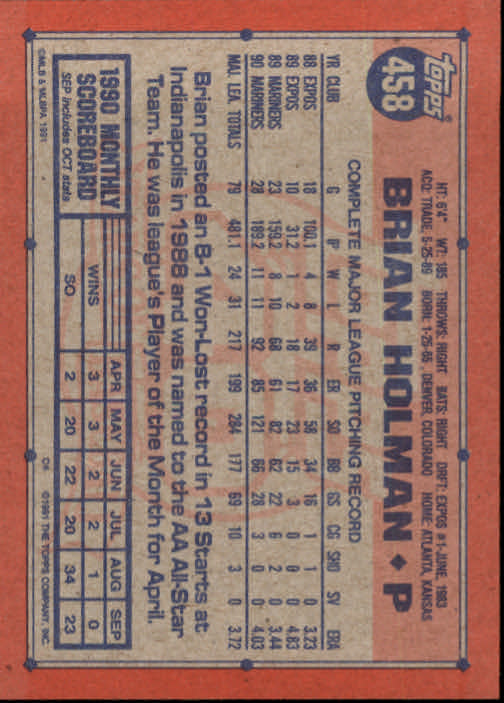 Topps®
458
HT: 6'4" WT: 185 THROWS: RIGHT BATS: RIGHT DRFT: EXPOS #1-JUNE, 1983
ACQ: TRADE, 5-25-89 BORN: 1-25-65, DENVER, COLORADO HOME: ATLANTA, KANSAS
BRIAN HOLMAN ♦ P
COMPLETE MAJOR LEAGUE PITCHING RECORD
YR CLUB G IP W L R ER SO BB GS CG SHO SV ERA
88 EXPOS 18 100.1 4 8 39 36 58 34 16 1 1 0 3.23
89 EXPOS 10 31.2 1 2 18 17 23 15 3 0 0 0 4.83
89 MARINERS 23 159.2 8 10 68 61 82 62 22 6 2 0 3.44
90 MARINERS 28 189.2 11 11 92 85 121 66 28 3 0 0 4.03
MAJ. LEA. TOTALS 79 481.1 24 31 217 199 284 177 69 10 3 0 3.72
Brian posted an 8-1 Won-Lost record in 13 Starts at
Indianapolis in 1988 and was named to the AA All-Star
Team. He was league's Player of the Month for April.
1990 MONTHLY
SCOREBOARD
SEP includes OCT stats
APR MAY JUN JUL AUG SEP
WINS 3 3 2 2 1 0
SO 2 20 22 20 34 23
©MLB & MLBPA 1991
©1991 THE TOPPS COMPANY, INC.